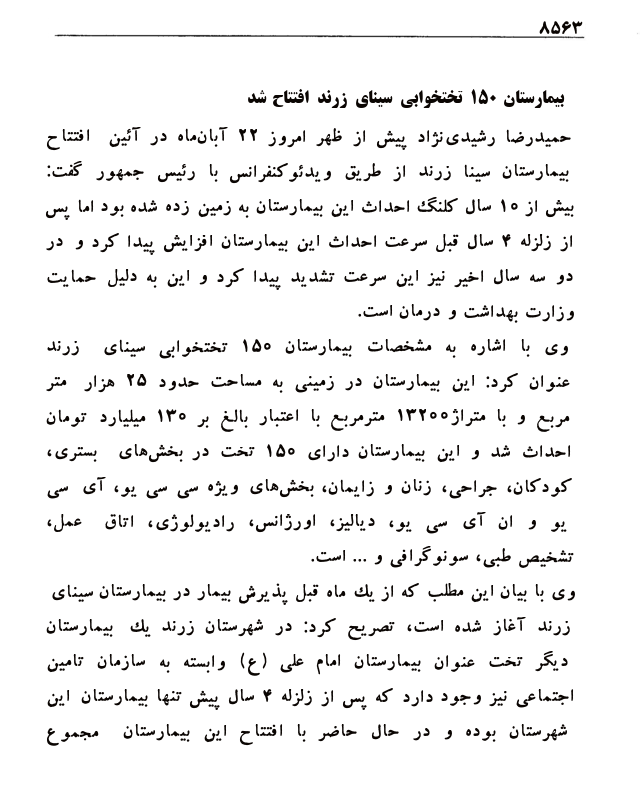 ۸۵۶۳
بیمارستان ۱۵۰ تختخوابی سینای زرند افتتاح شد
حمیدرضا رشیدی‌نژاد پیش از ظهر امروز ۲۲ آبان‌ماه در آئین افتتاح
بیمارستان سینا زرند از طریق ویدئوکنفرانس با رئیس جمهور گفت:
بیش از ۱۰ سال کلنگ احداث این بیمارستان به زمین زده شده بود اما پس
از زلزله ۴ سال قبل سرعت احداث این بیمارستان افزایش پیدا کرد و در
دو سه سال اخیر نیز این سرعت تشدید پیدا کرد و این به دلیل حمایت
وزارت بهداشت و درمان است.
وی با اشاره به مشخصات بیمارستان ۱۵۰ تختخوابی سینای زرند
عنوان کرد: این بیمارستان در زمینی به مساحت حدود ۲۵ هزار متر
مربع و با متراژ۱۳۲۰۰ مترمربع با اعتبار بالغ بر ۱۳۰ میلیارد تومان
احداث شد و این بیمارستان دارای ۱۵۰ تخت در بخش‌های بستری،
کودکان، جراحی، زنان و زایمان، بخش‌های ویژه سی سی یو، آی سی
یو و ان آی سی یو، دیالیز، اورژانس، رادیولوژی، اتاق عمل،
تشخیص طبی، سونوگرافی و ... است.
وی با بیان این مطلب که از یك ماه قبل پذیرش بیمار در بیمارستان سینای
زرند آغاز شده است، تصریح کرد: در شهرستان زرند یك بیمارستان
دیگر تخت عنوان بیمارستان امام علی (ع) وابسته به سازمان تامین
اجتماعی نیز وجود دارد که پس از زلزله ۴ سال پیش تنها بیمارستان این
شهرستان بوده و در حال حاضر با افتتاح این بیمارستان مجموع